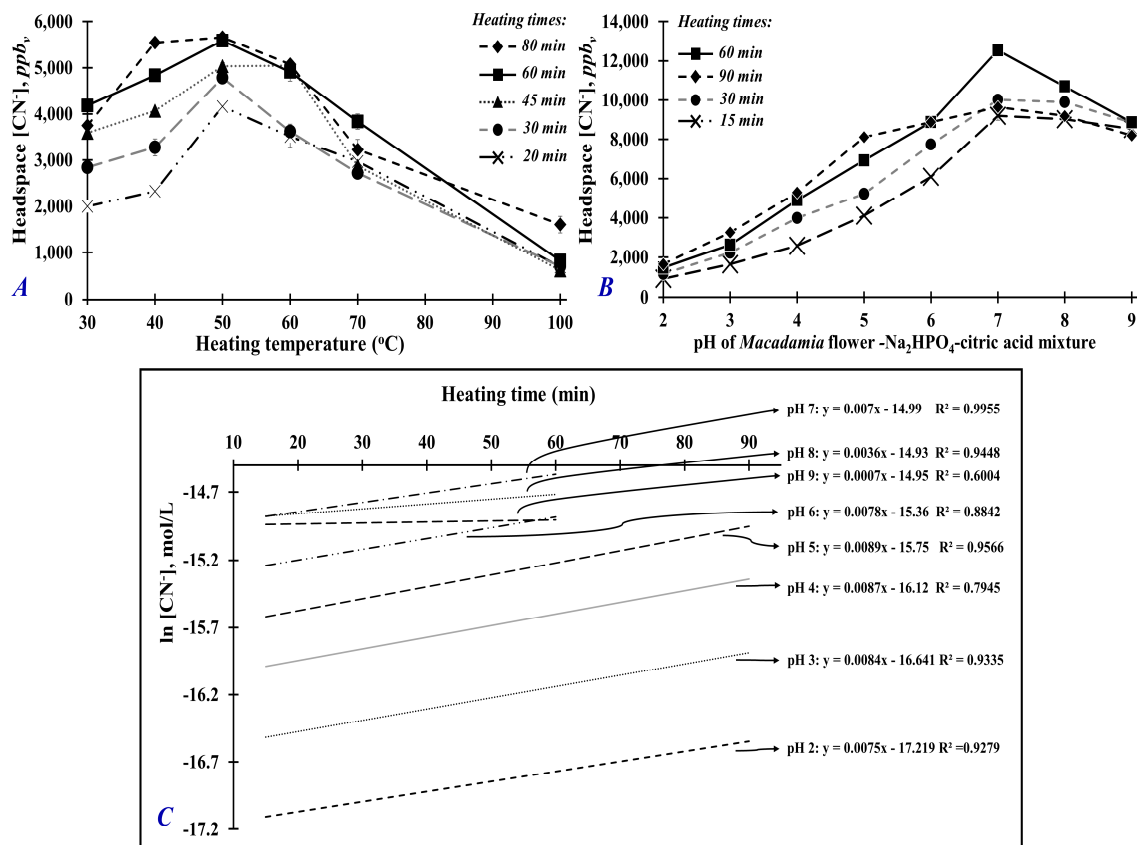 Heating times:
80 min
60 min
45 min
30 min
20 min
Headspace [CN-], ppbv
6,000
5,000
4,000
3,000
2,000
1,000
0
30 40 50 60 70 80 90 100
Heating temperature (oC)
A
Heating times:
60 min
90 min
30 min
15 min
Headspace [CN-], ppbv
14,000
12,000
10,000
8,000
6,000
4,000
2,000
0
2 3 4 5 6 7 8 9
pH of Macadamia flower -Na2HPO4-citric acid mixture
B
Heating time (min)
10 20 30 40 50 60 70 80 90
ln [CN-], mol/L
-14.7
-15.2
-15.7
-16.2
-16.7
-17.2
pH 7: y = 0.007x - 14.99 R² = 0.9955
pH 8: y = 0.0036x - 14.93 R² = 0.9448
pH 9: y = 0.0007x - 14.95 R² = 0.6004
pH 6: y = 0.0078x - 15.36 R² = 0.8842
pH 5: y = 0.0089x - 15.75 R² = 0.9566
pH 4: y = 0.0087x - 16.12 R² = 0.7945
pH 3: y = 0.0084x - 16.641 R² = 0.9335
pH 2: y = 0.0075x - 17.219 R² =0.9279
C